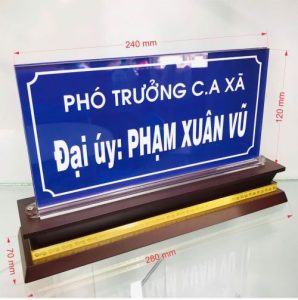 240 mm
PHÓ TRƯỞNG C.A XÃ
120 mm
Đại úy: PHẠM XUÂN VŨ
70 mm
260 mm